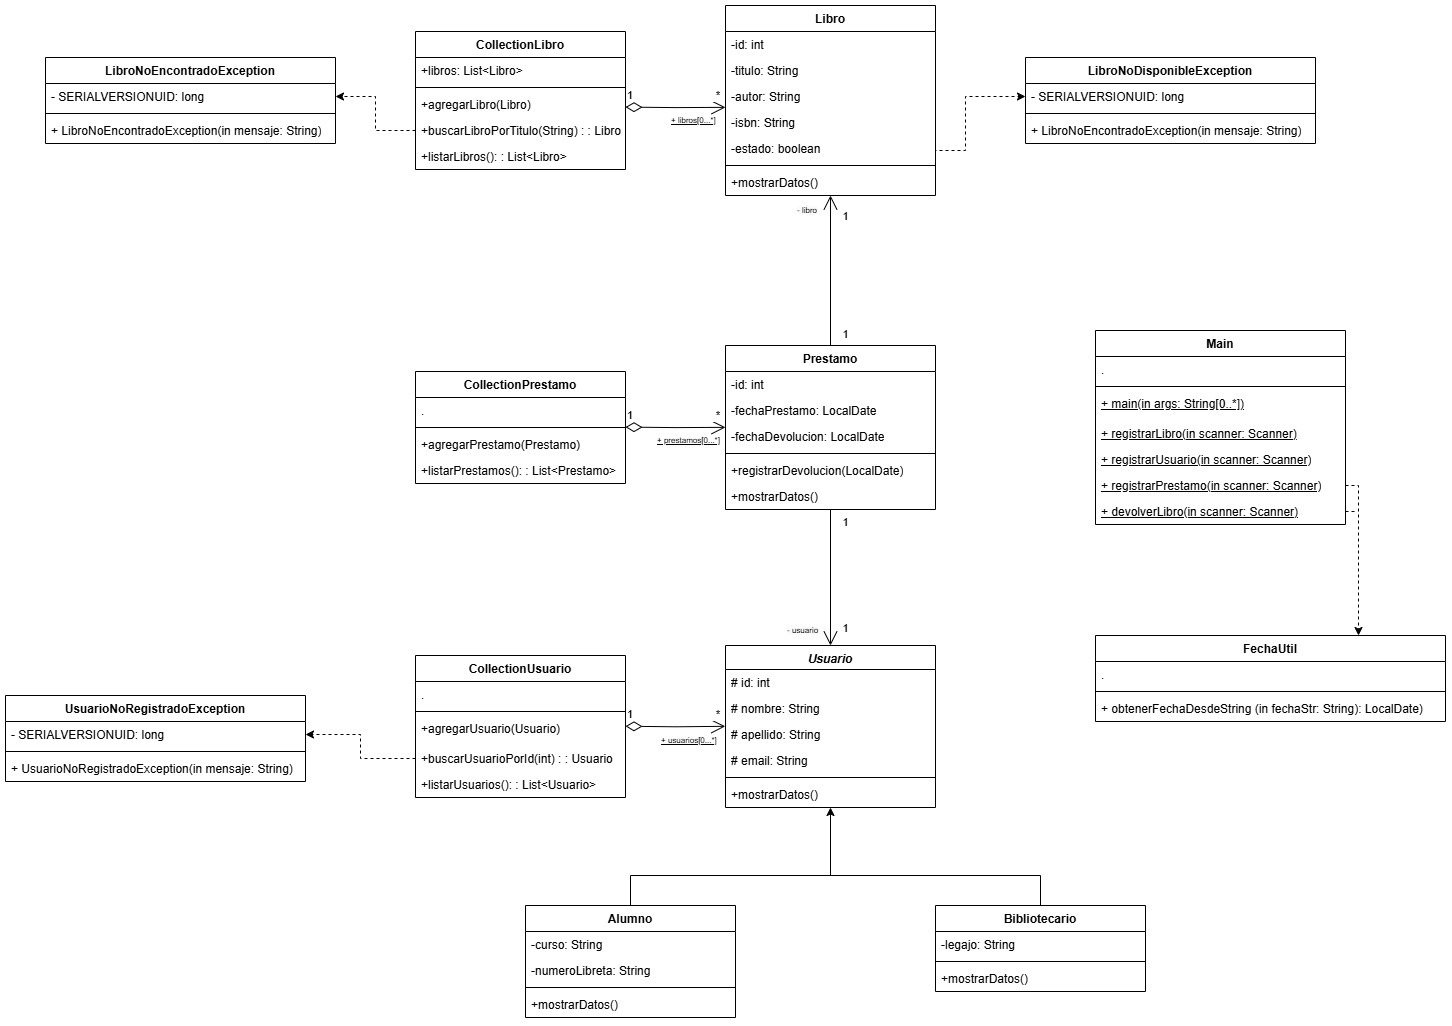 Libro
-id: int
-titulo: String
-autor: String
-isbn: String
-estado: boolean
+mostrarDatos()
CollectionLibro
+libros: List<Libro>
+agregarLibro(Libro)
+buscarLibroPorTitulo(String) : : Libro
+listarLibros(): : List<Libro>
1
*
+ libros[0...*]
LibroNoEncontradoException
- SERIALVERSIONUID: long
+ LibroNoEncontradoException(in mensaje: String)
LibroNoDisponibleException
- SERIALVERSIONUID: long
+ LibroNoEncontradoException(in mensaje: String)
- libro
1
1
Prestamo
-id: int
-fechaPrestamo: LocalDate
-fechaDevolucion: LocalDate
+registrarDevolucion(LocalDate)
+mostrarDatos()
CollectionPrestamo
.
+agregarPrestamo(Prestamo)
+listarPrestamos(): : List<Prestamo>
1
*
+ prestamos[0...*]
Main
.
+ main(in args: String[0..*])
+ registrarLibro(in scanner: Scanner)
+ registrarUsuario(in scanner: Scanner)
+ registrarPrestamo(in scanner: Scanner)
+ devolverLibro(in scanner: Scanner)
1
- usuario
1
Usuario
# id: int
# nombre: String
# apellido: String
# email: String
+mostrarDatos()
CollectionUsuario
.
+agregarUsuario(Usuario)
+buscarUsuarioPorId(int) : : Usuario
+listarUsuarios(): : List<Usuario>
1
*
+ usuarios[0...*]
UsuarioNoRegistradoException
- SERIALVERSIONUID: long
+ UsuarioNoRegistradoException(in mensaje: String)
FechaUtil
.
+ obtenerFechaDesdeString (in fechaStr: String): LocalDate)
Alumno
-curso: String
-numeroLibreta: String
+mostrarDatos()
Bibliotecario
-legajo: String
+mostrarDatos()